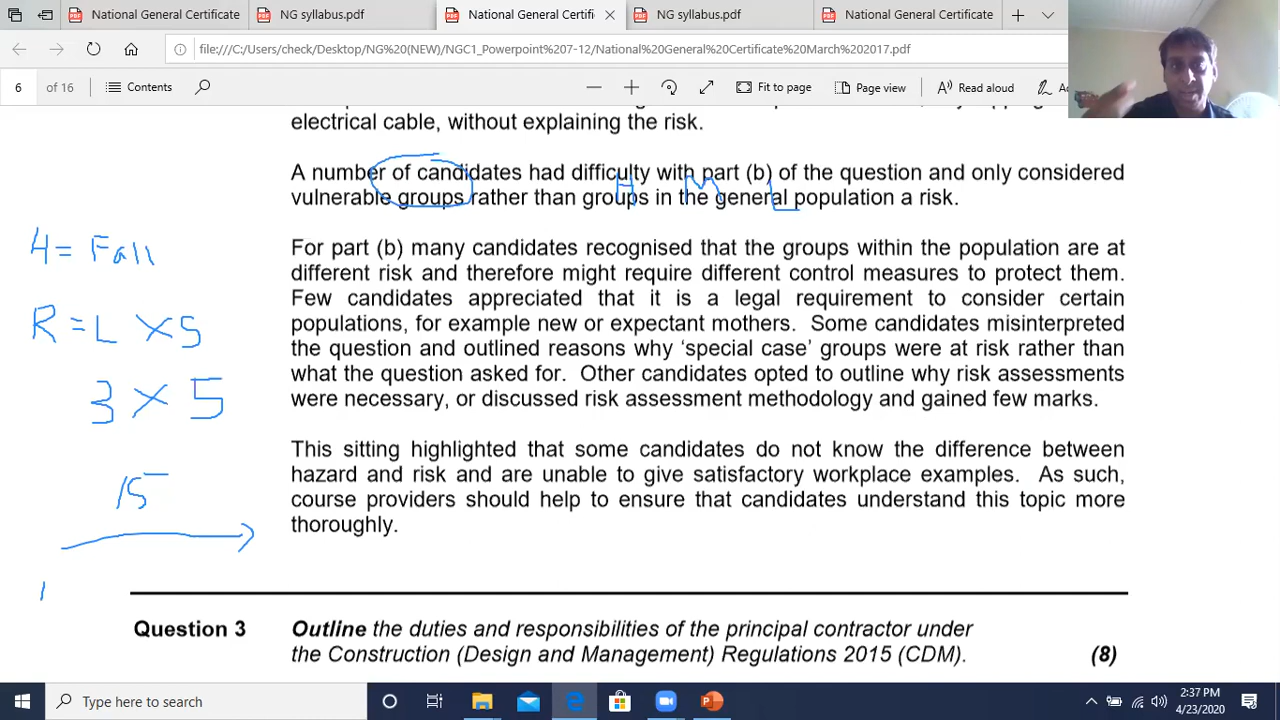 National General Certificate
NG syllabus.pdf
National General Certifi
NG syllabus.pdf
National General Certificate
file:///C:/Users/check/Desktop/NG%20(NEW)/NGC1_Powerpoint%207-12/National%20General%20Certificate%20March%202017.pdf
6 of 16
Contents
Fit to page
Page view
Read aloud
electrical cable, without explaining the risk.
A number of candidates had difficulty with part (b) of the question and only considered
vulnerable groups rather than groups in the general population a risk.
H M L
4 = Fall
For part (b) many candidates recognised that the groups within the population are at
different risk and therefore might require different control measures to protect them.
Few candidates appreciated that it is a legal requirement to consider certain
populations, for example new or expectant mothers. Some candidates misinterpreted
the question and outlined reasons why 'special case' groups were at risk rather than
what the question asked for. Other candidates opted to outline why risk assessments
were necessary, or discussed risk assessment methodology and gained few marks.
R = L X S
3 X 5
15
This sitting highlighted that some candidates do not know the difference between
hazard and risk and are unable to give satisfactory workplace examples. As such,
course providers should help to ensure that candidates understand this topic more
thoroughly.
Question 3 Outline the duties and responsibilities of the principal contractor under
the Construction (Design and Management) Regulations 2015 (CDM). (8)
Type here to search
2:37 PM
4/23/2020